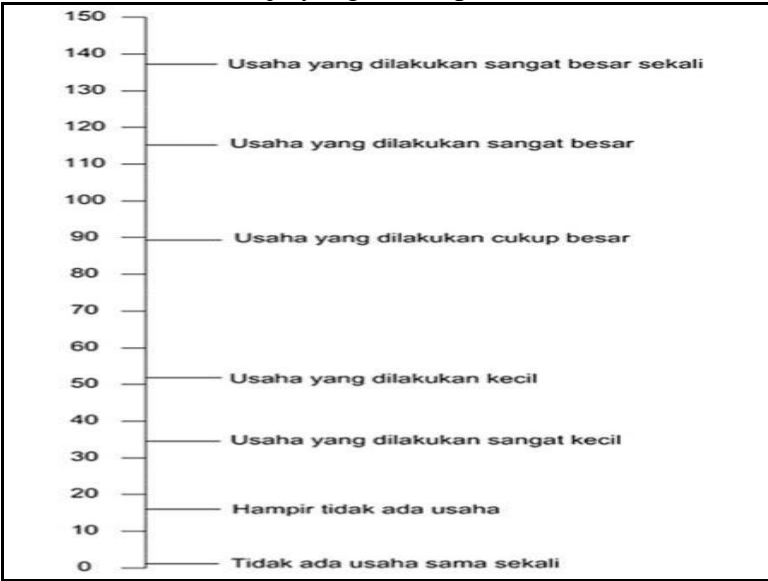 150
140
Usaha yang dilakukan sangat besar sekali
130
120
Usaha yang dilakukan sangat besar
110
100
90
Usaha yang dilakukan cukup besar
80
70
60
50
Usaha yang dilakukan kecil
40
Usaha yang dilakukan sangat kecil
30
20
Hampir tidak ada usaha
10
0
Tidak ada usaha sama sekali